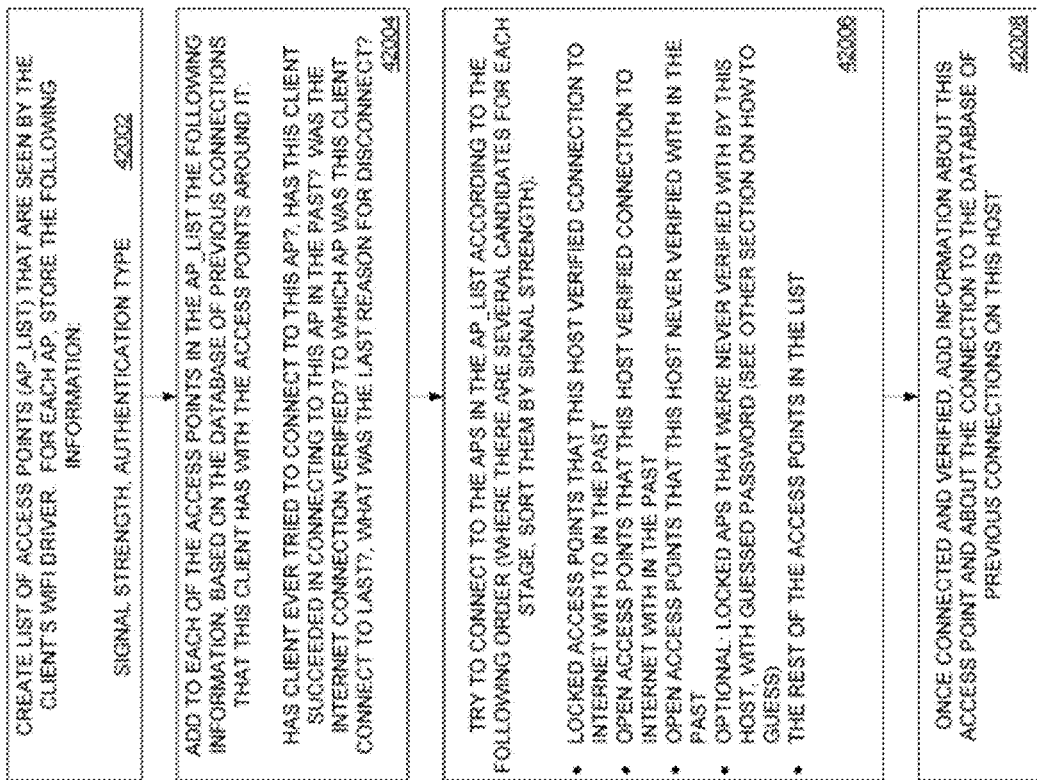 CREATE LIST OF ACCESS POINTS (AP_LIST) THAT ARE SEEN BY THE
CLIENT'S WIFI DRIVER. FOR EACH AP, STORE THE FOLLOWING
INFORMATION:
SIGNAL STRENGTH, AUTHENTICATION TYPE 42002
ADD TO EACH OF THE ACCESS POINTS IN THE AP_LIST THE FOLLOWING
INFORMATION, BASED ON THE DATABASE OF PREVIOUS CONNECTIONS
THAT THIS CLIENT HAS WITH THE ACCESS POINTS AROUND IT:
HAS CLIENT EVER TRIED TO CONNECT TO THIS AP?, HAS THIS CLIENT
SUCCEEDED IN CONNECTING TO THIS AP IN THE PAST? WAS THE
INTERNET CONNECTION VERIFIED? TO WHICH AP WAS THIS CLIENT
CONNECT TO LAST?, WHAT WAS THE LAST REASON FOR DISCONNECT?
42004
TRY TO CONNECT TO THE APS IN THE AP_LIST ACCORDING TO THE
FOLLOWING ORDER (WHERE THERE ARE SEVERAL CANDIDATES FOR EACH
STAGE, SORT THEM BY SIGNAL STRENGTH):
• LOCKED ACCESS POINTS THAT THIS HOST VERIFIED CONNECTION TO
INTERNET WITH TO IN THE PAST
• OPEN ACCESS POINTS THAT THIS HOST VERIFIED CONNECTION TO
INTERNET WITH IN THE PAST
• OPEN ACCESS POINTS THAT THIS HOST NEVER VERIFIED WITH IN THE
PAST
• OPTIONAL: LOCKED APS THAT WERE NEVER VERIFIED WITH BY THIS
HOST, WITH GUESSED PASSWORD (SEE OTHER SECTION ON HOW TO
GUESS)
• THE REST OF THE ACCESS POINTS IN THE LIST
42006
ONCE CONNECTED AND VERIFIED, ADD INFORMATION ABOUT THIS
ACCESS POINT AND ABOUT THE CONNECTION TO THE DATABASE OF
PREVIOUS CONNECTIONS ON THIS HOST
42008